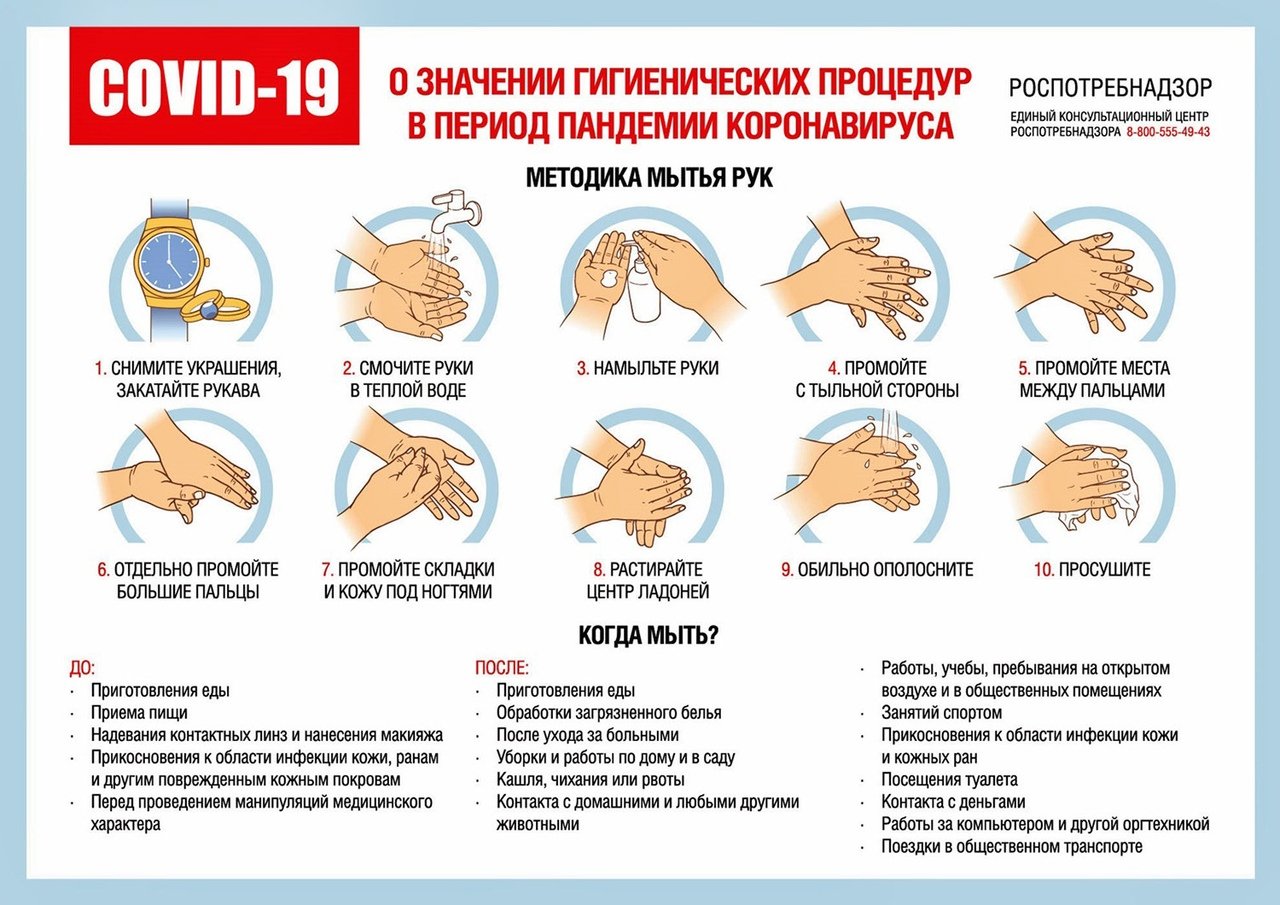 COVID-19
О ЗНАЧЕНИИ ГИГИЕНИЧЕСКИХ ПРОЦЕДУР
В ПЕРИОД ПАНДЕМИИ КОРОНАВИРУСА
РОСПОТРЕБНАДЗОР
ЕДИНЫЙ КОНСУЛЬТАЦИОННЫЙ ЦЕНТР
РОСПОТРЕБНАДЗОРА 8-800-555-49-43
МЕТОДИКА МЫТЬЯ РУК
1. СНИМИТЕ УКРАШЕНИЯ,
ЗАКАТАЙТЕ РУКАВА
2. СМОЧИТЕ РУКИ
В ТЕПЛОЙ ВОДЕ
3. НАМЫЛЬТЕ РУКИ
4. ПРОМОЙТЕ
С ТЫЛЬНОЙ СТОРОНЫ
5. ПРОМОЙТЕ МЕСТА
МЕЖДУ ПАЛЬЦАМИ
6. ОТДЕЛЬНО ПРОМОЙТЕ
БОЛЬШИЕ ПАЛЬЦЫ
7. ПРОМОЙТЕ СКЛАДКИ
И КОЖУ ПОД НОГТЯМИ
8. РАСТИРАЙТЕ
ЦЕНТР ЛАДОНЕЙ
9. ОБИЛЬНО ОПОЛОСНИТЕ
10. ПРОСУШИТЕ
КОГДА МЫТЬ?
ДО:
· Приготовления еды
· Приема пищи
· Надевания контактных линз и нанесения макияжа
· Прикосновения к области инфекции кожи, ранам
и другим поврежденным кожным покровам
· Перед проведением манипуляций медицинского
характера
ПОСЛЕ:
· Приготовления еды
· Обработки загрязненного белья
· После ухода за больными
· Уборки и работы по дому и в саду
· Кашля, чихания или рвоты
· Контакта с домашними и любыми другими
животными
· Работы, учебы, пребывания на открытом
воздухе и в общественных помещениях
· Занятий спортом
· Прикосновения к области инфекции кожи
и кожных ран
· Посещения туалета
· Контакта с деньгами
· Работы за компьютером и другой оргтехникой
· Поездки в общественном транспорте